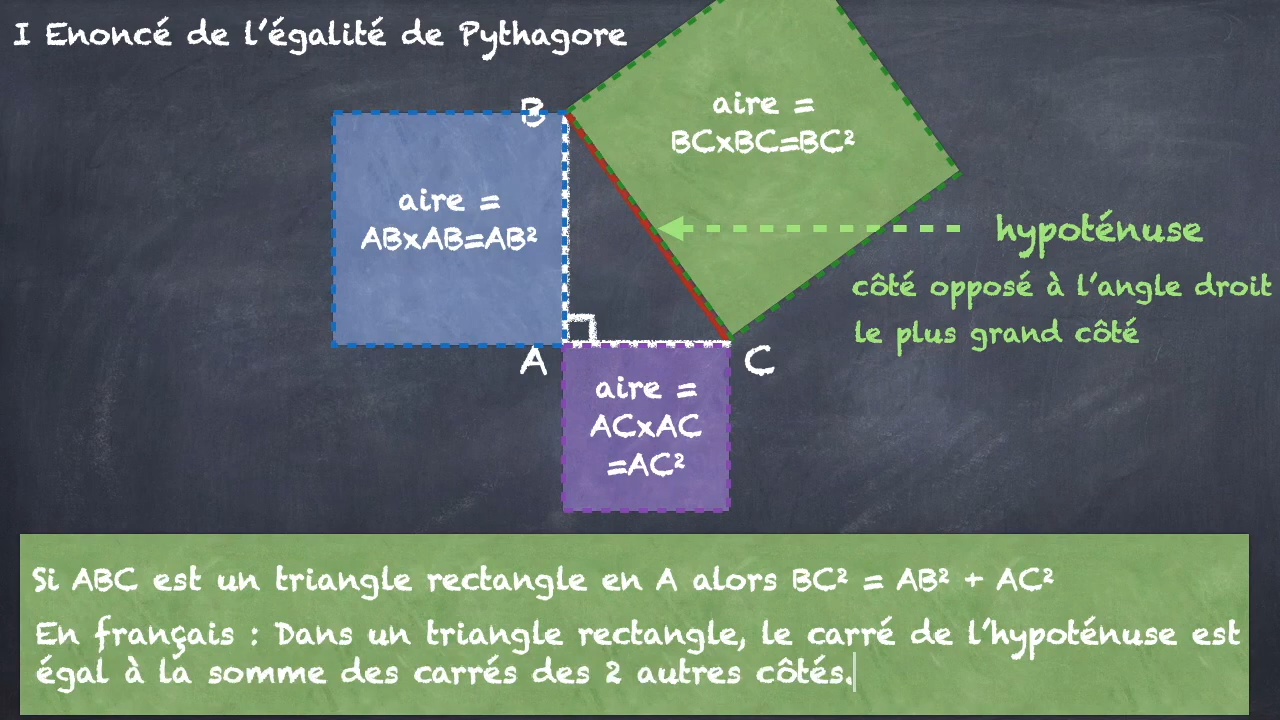 I Enoncé de l'égalité de Pythagore
B
aire =
BCxBC=BC²
aire =
ABxAB=AB²
hypoténuse
côté opposé à l'angle droit
le plus grand côté
A
C
aire =
ACxAC
=AC²
Si ABC est un triangle rectangle en A alors BC² = AB² + AC²
En français : Dans un triangle rectangle, le carré de l'hypoténuse est
égal à la somme des carrés des 2 autres côtés.